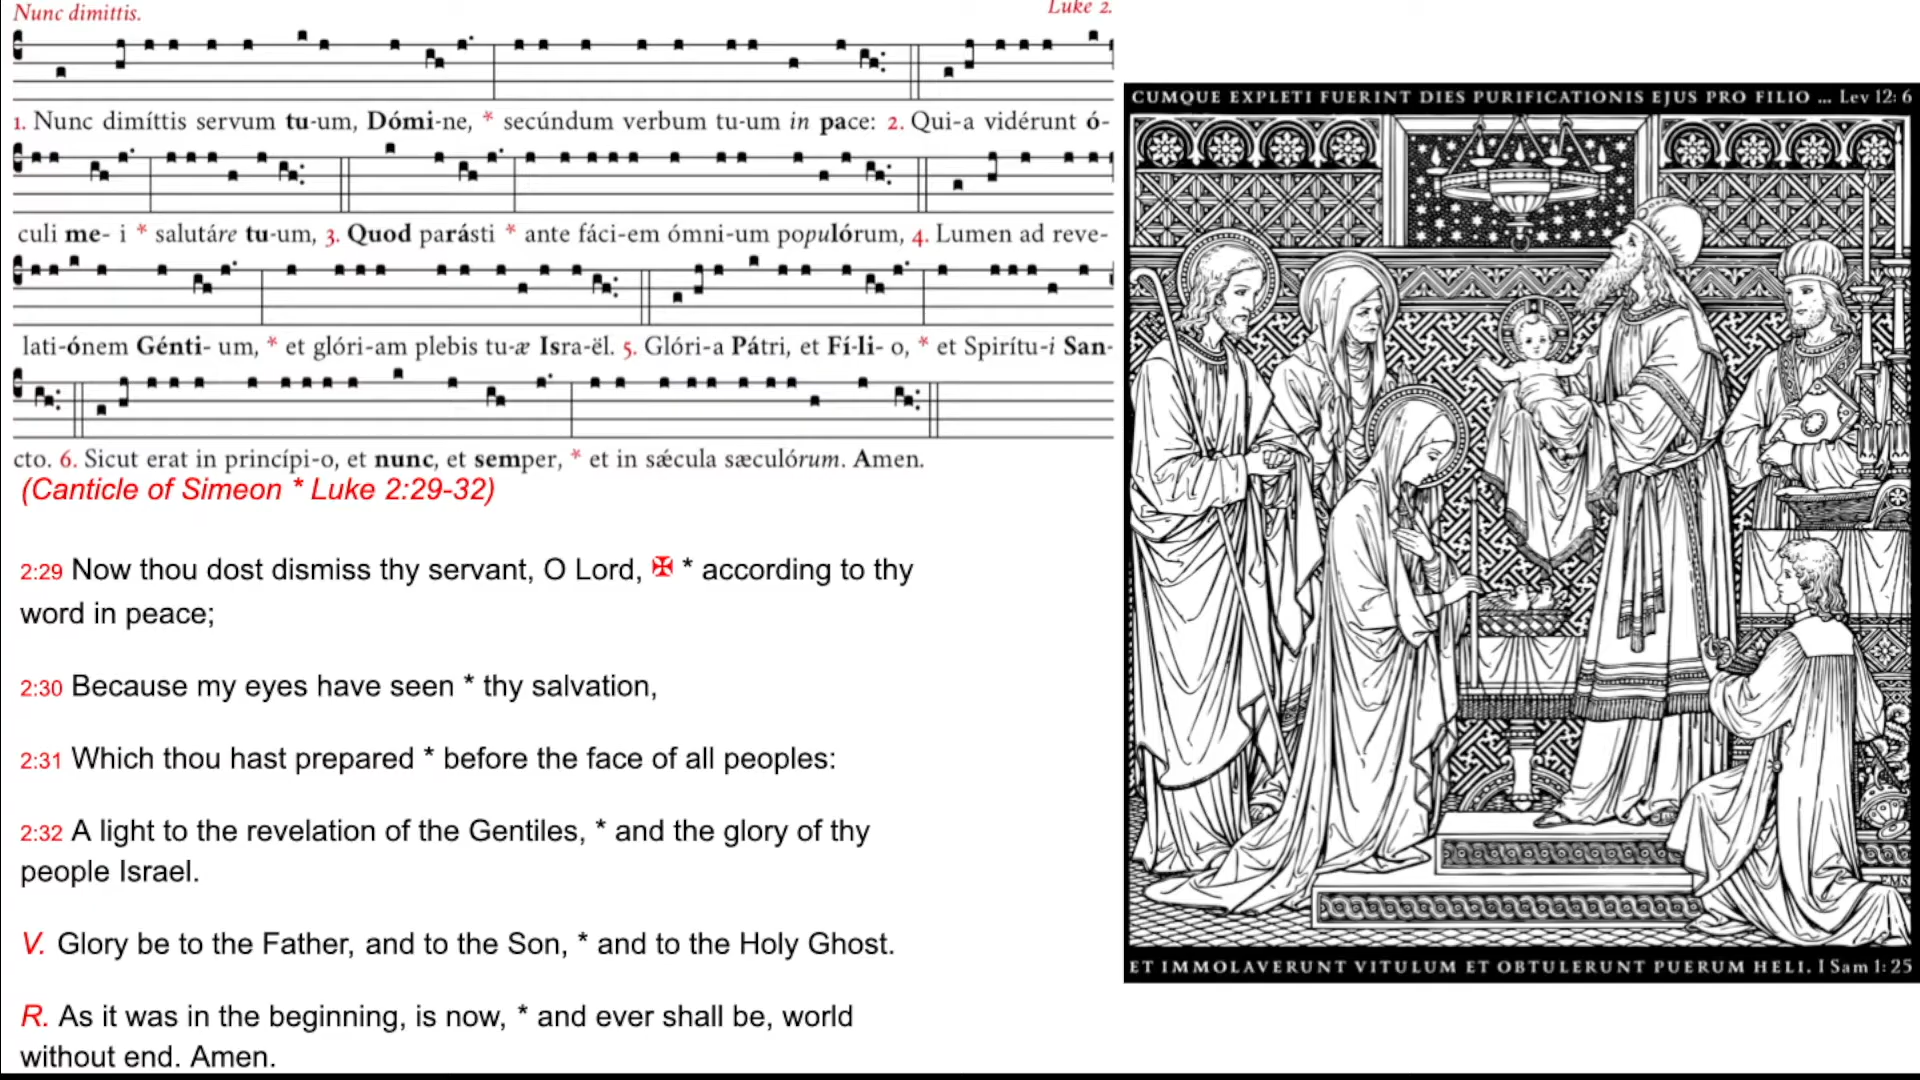 Nunc dimittis. Luke 2.
1. Nunc dimíttis servum tu-um, Dómi-ne, * secúndum verbum tu-um in pace: 2. Qui-a vidérunt ó-
culi me- i * salutáre tu-um, 3. Quod parásti * ante fáci-em ómni-um populórum, 4. Lumen ad reve-
lati-ónem Génti- um, * et glóri-am plebis tu-æ Isra-ël. 5. Glóri-a Pátri, et Fí-li- o, * et Spirítu-i San-
cto. 6. Sicut erat in princípi-o, et nunc, et semper, * et in sǽcula sæculórum. Amen.
(Canticle of Simeon * Luke 2:29-32)
2:29 Now thou dost dismiss thy servant, O Lord, ✠ * according to thy
word in peace;
2:30 Because my eyes have seen * thy salvation,
2:31 Which thou hast prepared * before the face of all peoples:
2:32 A light to the revelation of the Gentiles, * and the glory of thy
people Israel.
V. Glory be to the Father, and to the Son, * and to the Holy Ghost.
R. As it was in the beginning, is now, * and ever shall be, world
without end. Amen.
CUMQUE EXPLETI FUERINT DIES PURIFICATIONIS EJUS PRO FILIO ... Lev 12: 6
FMS
ET IMMOLAVERUNT VITULUM ET OBTULERUNT PUERUM HELI. I Sam 1: 25